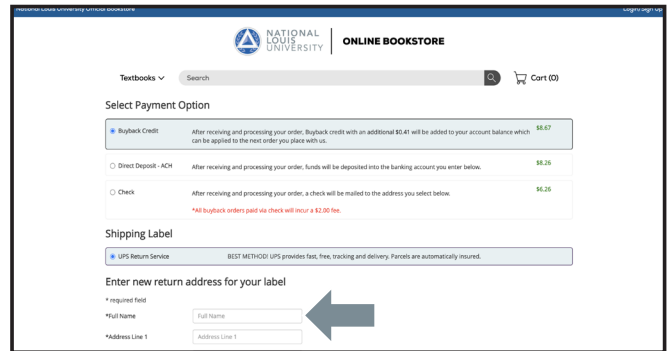 National Louis University Official Bookstore
Login/Sign Up
NATIONAL
LOUIS
UNIVERSITY
ONLINE BOOKSTORE
Textbooks
Search
Cart (0)
Select Payment Option
Buyback Credit
After receiving and processing your order, Buyback credit with an additional $0.41 will be added to your account balance which
can be applied to the next order you place with us.
$8.67
Direct Deposit - ACH
After receiving and processing your order, funds will be deposited into the banking account you enter below.
$8.26
Check
After receiving and processing your order, a check will be mailed to the address you select below.
$6.26
*All buyback orders paid via check will incur a $2.00 fee.
Shipping Label
UPS Return Service
BEST METHOD! UPS provides fast, free, tracking and delivery. Parcels are automatically insured.
Enter new return address for your label
* required field
*Full Name
Full Name
*Address Line 1
Address Line 1